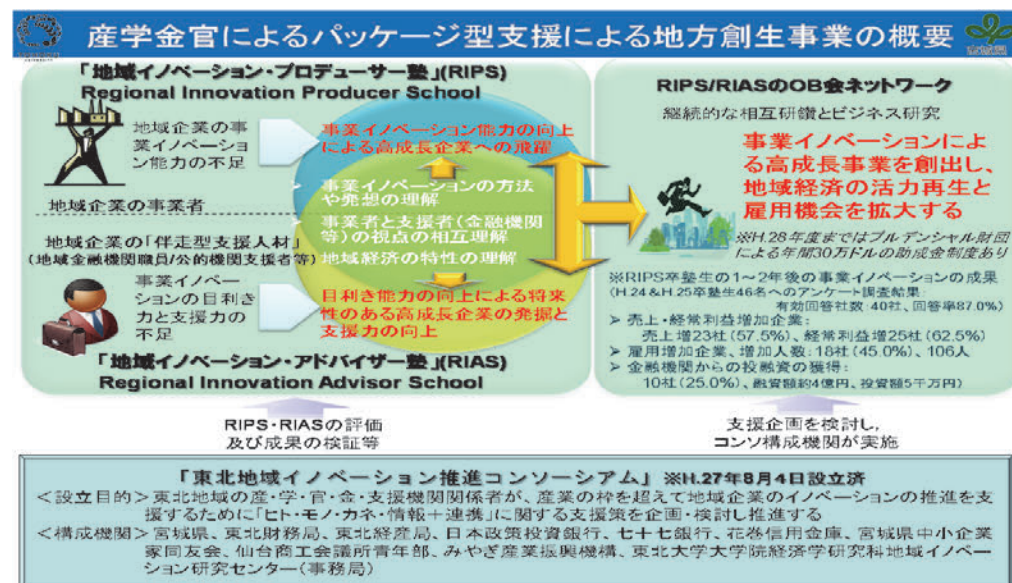 産学金官によるパッケージ型支援による地方創生事業の概要
「地域イノベーション・プロデューサー塾」(RIPS)
Regional Innovation Producer School
地域企業の事
業イノベーショ
ン能力の不足
事業イノベーション能力の向上
による高成長企業への飛躍
地域企業の事業者
➢ 事業イノベーションの方法
や発想の理解
➢ 事業者と支援者(金融機関
等)の視点の相互理解
➢ 地域経済の特性の理解
地域企業の「伴走型支援人材」
(地域金融機関職員/公的機関支援者等)
事業イノベー
ションの目利き
力と支援力の
不足
目利き能力の向上による将来
性のある高成長企業の発掘と
支援力の向上
「地域イノベーション・アドバイザー塾」(RIAS)
Regional Innovation Advisor School
RIPS/RIASのOB会ネットワーク
継続的な相互研鑽とビジネス研究
事業イノベーションによ
る高成長事業を創出し、
地域経済の活力再生と
雇用機会を拡大する
※H.28年度まではプルデンシャル財団
による年間30万ドルの助成金制度あり
※RIPS卒塾生の1~2年後の事業イノベーションの成果
(H.24&H.25卒塾生46名へのアンケート調査結果:
有効回答社数:40社、回答率87.0%)
➢ 売上・経常利益増加企業:
売上増23社(57.5%)、経常利益増25社(62.5%)
➢ 雇用増加企業、増加人数:18社(45.0%)、106人
➢ 金融機関からの投融資の獲得:
10社(25.0%)、融資額約4億円、投資額5千万円)
RIPS・RIASの評価
及び成果の検証等
支援企画を検討し、
コンソ構成機関が実施
「東北地域イノベーション推進コンソーシアム」 ※H.27年8月4日設立済
<設立目的>東北地域の産・学・官・金・支援機関関係者が、産業の枠を超えて地域企業のイノベーションの推進を支
援するために「ヒト・モノ・カネ・情報+連携」に関する支援策を企画・検討し推進する
<構成機関>宮城県、東北財務局、東北経産局、日本政策投資銀行、七十七銀行、花巻信用金庫、宮城県中小企業
家同友会、仙台商工会議所青年部、みやぎ産業振興機構、東北大学大学院経済学研究科地域イノベー
ション研究センター(事務局)